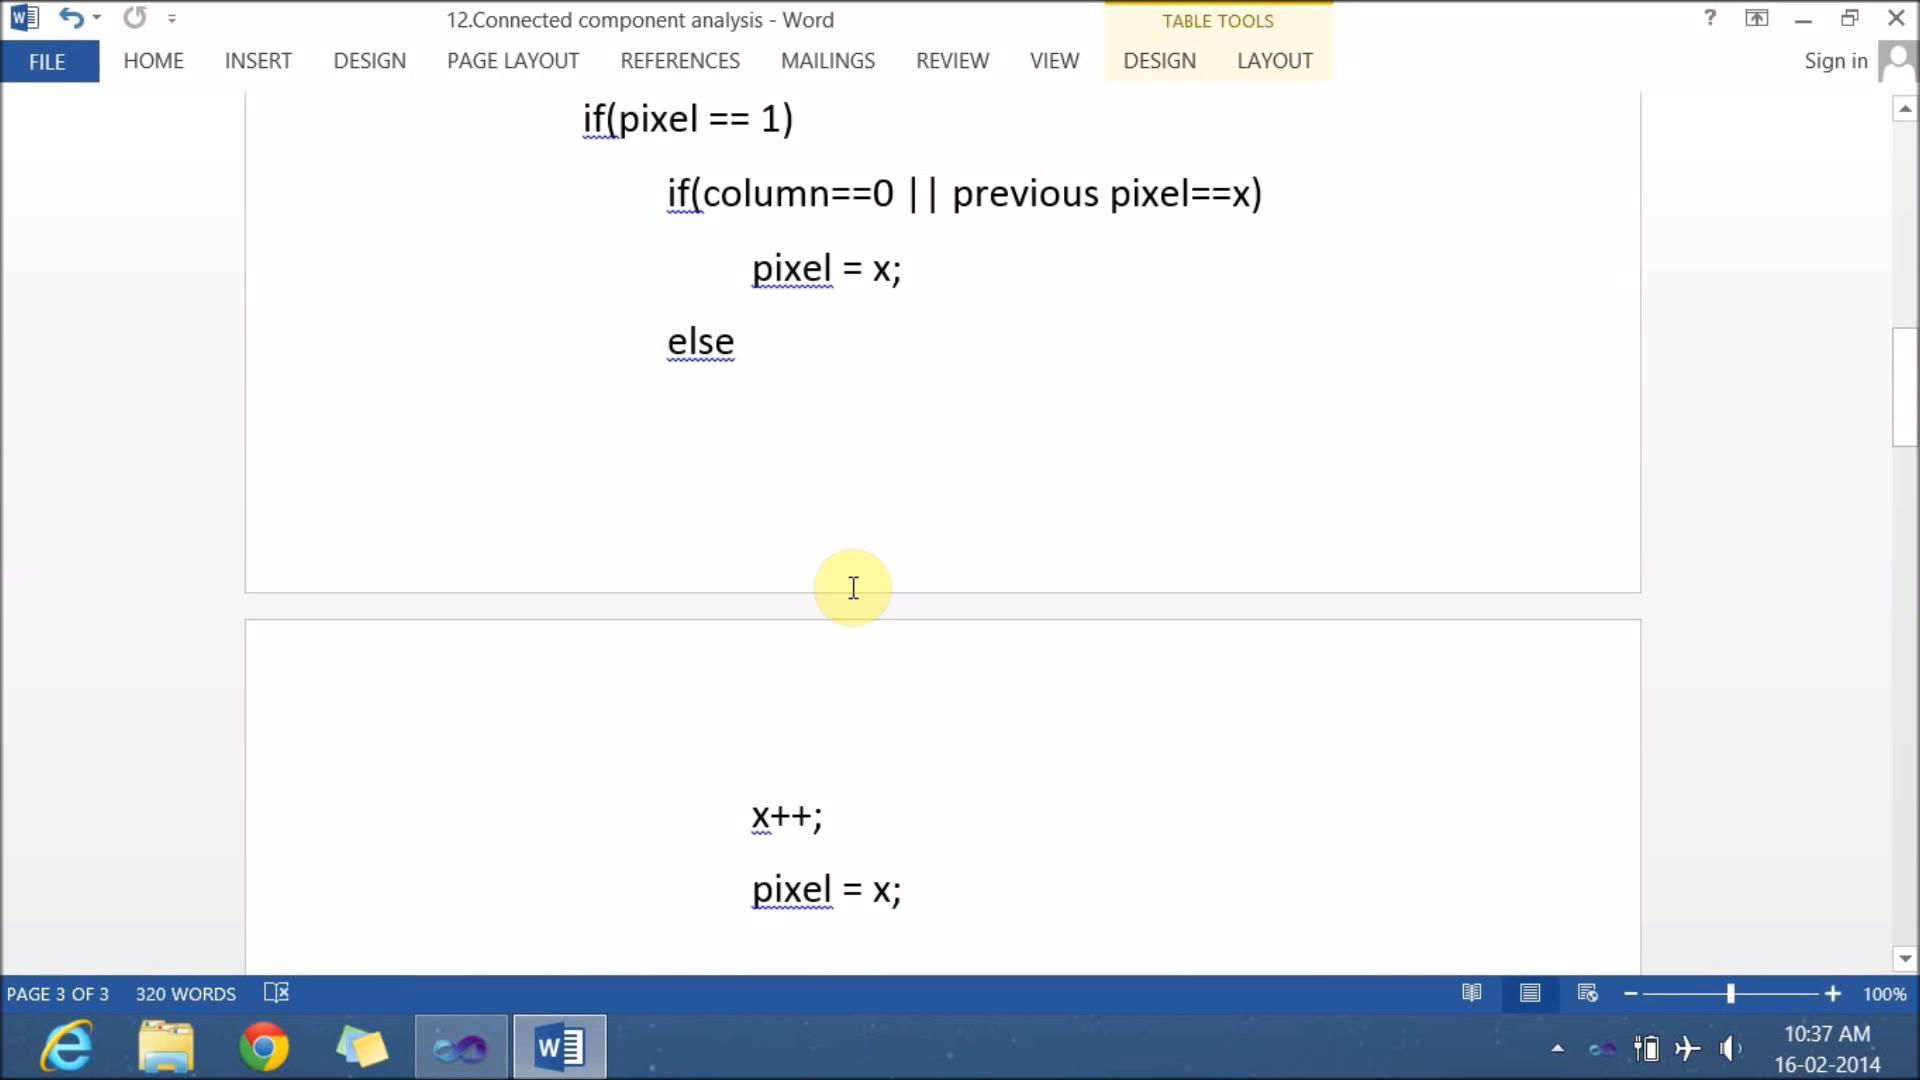 12.Connected component analysis - Word
TABLE TOOLS
?
FILE
HOME
INSERT
DESIGN
PAGE LAYOUT
REFERENCES
MAILINGS
REVIEW
VIEW
DESIGN
LAYOUT
Sign in
if(pixel == 1)
if(column==0 || previous pixel==x)
pixel = x;
else
x++;
pixel = x;
PAGE 3 OF 3
320 WORDS
100%
10:37 AM
16-02-2014